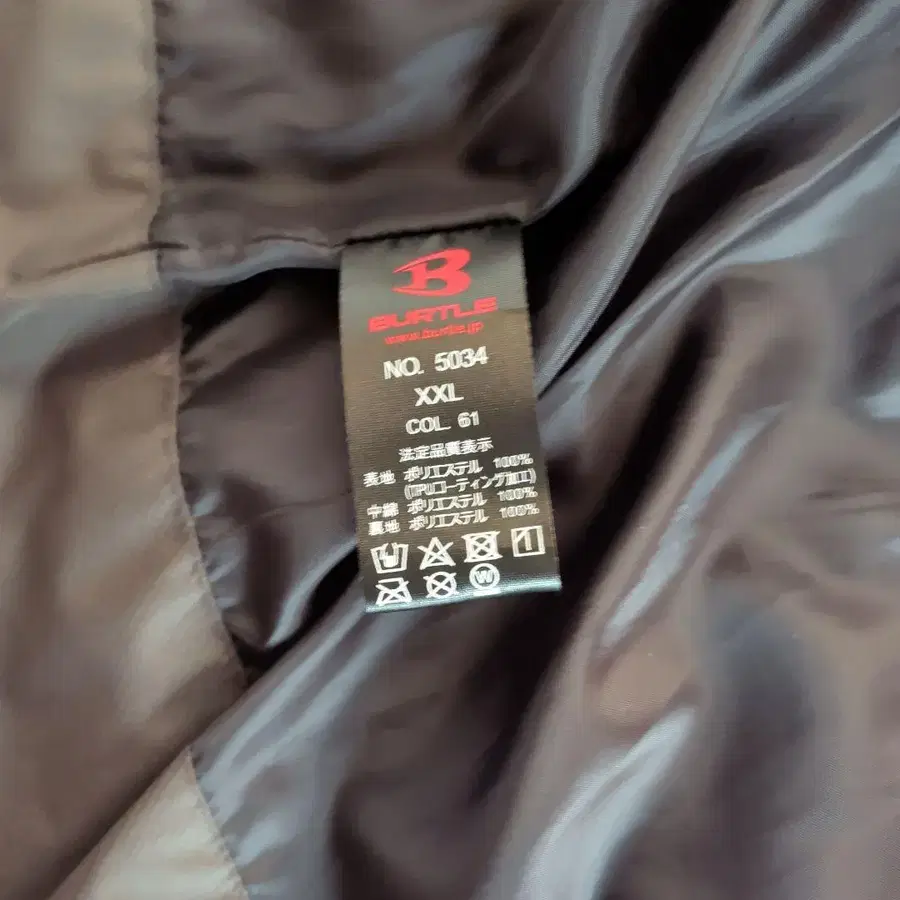 B
BURTLE
www.burtle.jp
NO. 5034
XXL
COL. 61
法定品質表示
表地 ポリエステル 100%
(PUコーティング加工)
中綿 ポリエステル 100%
裏地 ポリエステル 100%
W